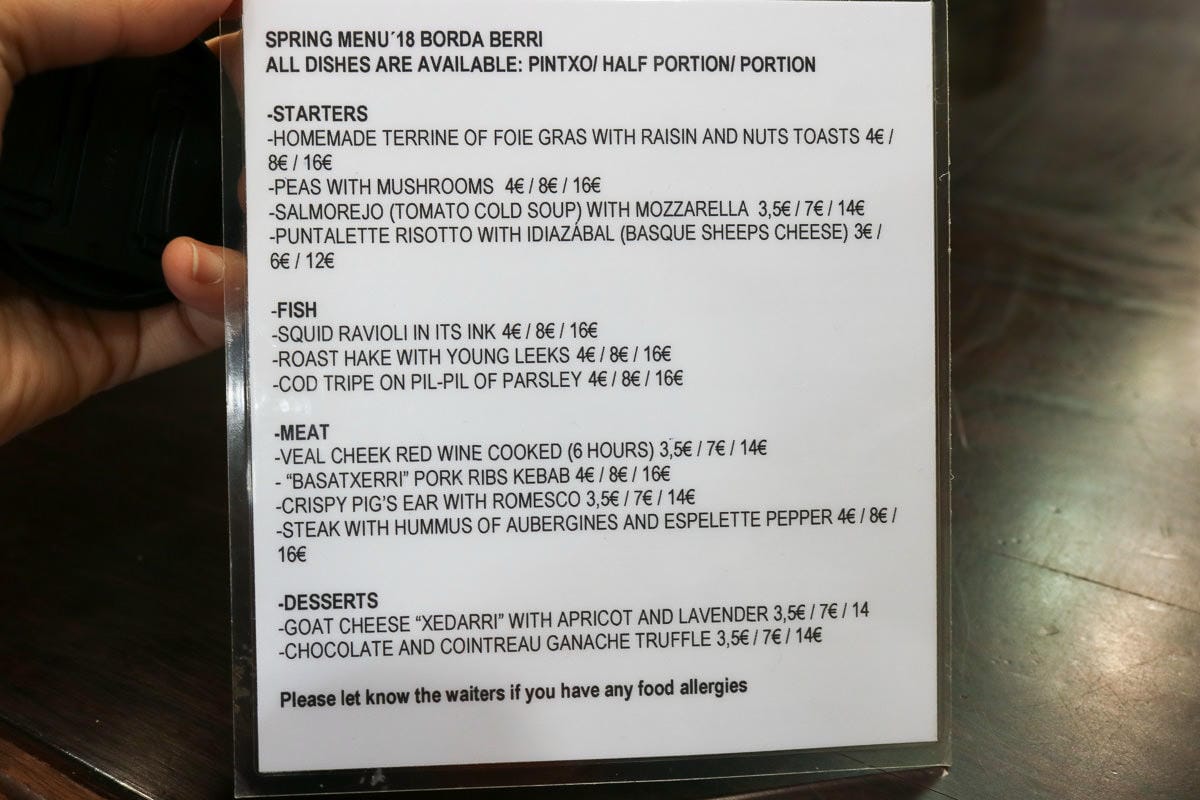 SPRING MENU´18 BORDA BERRI
ALL DISHES ARE AVAILABLE: PINTXO/ HALF PORTION/ PORTION
-STARTERS
-HOMEMADE TERRINE OF FOIE GRAS WITH RAISIN AND NUTS TOASTS 4€ /
8€ / 16€
-PEAS WITH MUSHROOMS 4€ / 8€ / 16€
-SALMOREJO (TOMATO COLD SOUP) WITH MOZZARELLA 3,5€ / 7€ / 14€
-PUNTALETTE RISOTTO WITH IDIAZÁBAL (BASQUE SHEEPS CHEESE) 3€ /
6€ / 12€
-FISH
-SQUID RAVIOLI IN ITS INK 4€ / 8€ / 16€
-ROAST HAKE WITH YOUNG LEEKS 4€ / 8€ / 16€
-COD TRIPE ON PIL-PIL OF PARSLEY 4€ / 8€ / 16€
-MEAT
-VEAL CHEEK RED WINE COOKED (6 HOURS) 3,5€ / 7€ / 14€
- “BASATXERRI” PORK RIBS KEBAB 4€ / 8€ / 16€
-CRISPY PIG’S EAR WITH ROMESCO 3,5€ / 7€ / 14€
-STEAK WITH HUMMUS OF AUBERGINES AND ESPELETTE PEPPER 4€ / 8€ /
16€
-DESSERTS
-GOAT CHEESE “XEDARRI” WITH APRICOT AND LAVENDER 3,5€ / 7€ / 14
-CHOCOLATE AND COINTREAU GANACHE TRUFFLE 3,5€ / 7€ / 14€
Please let know the waiters if you have any food allergies